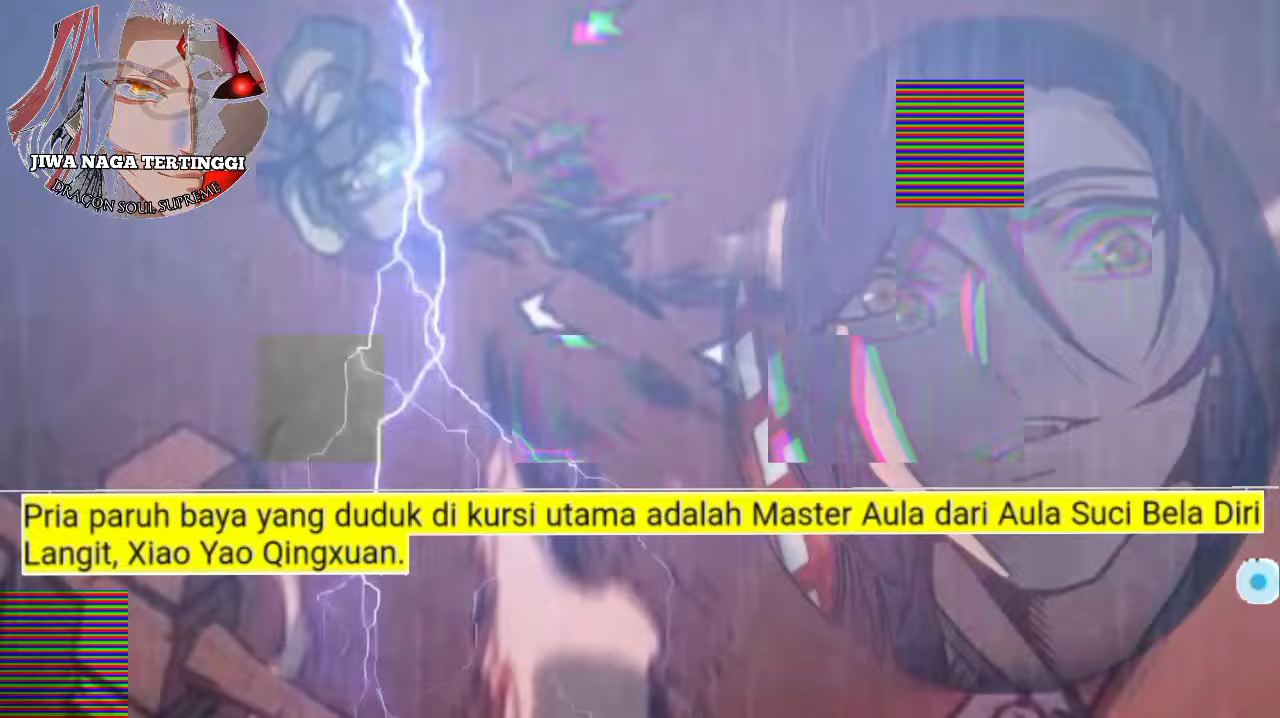 JIWA NAGA TERTINGGI
DRAGON SOUL SUPREME
Pria paruh baya yang duduk di kursi utama adalah Master Aula dari Aula Suci Bela Diri
Langit, Xiao Yao Qingxuan.